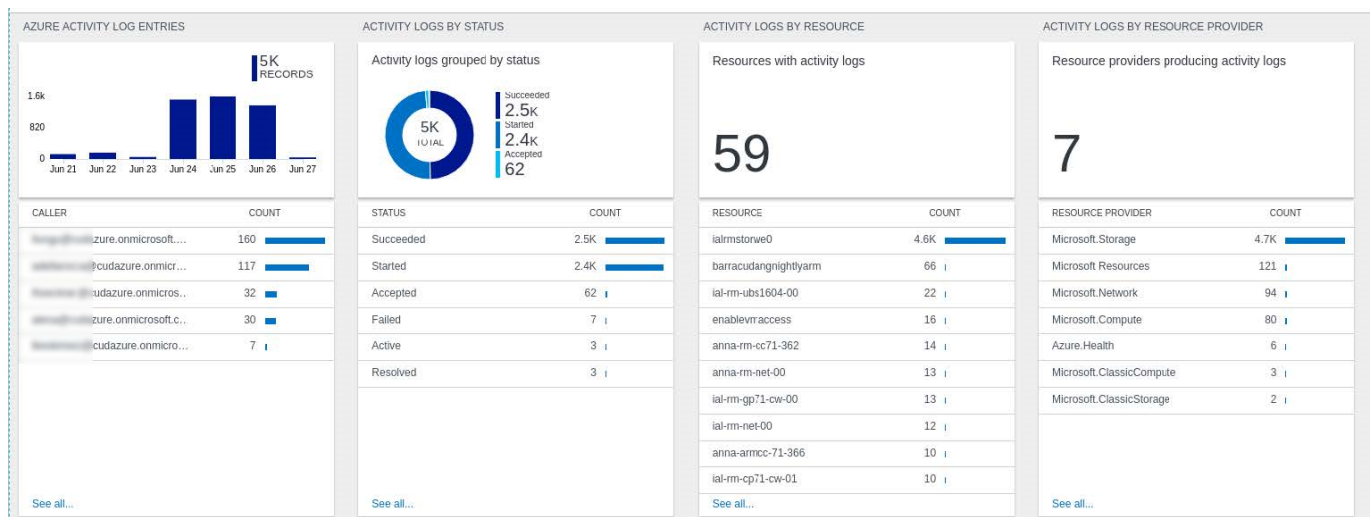 AZURE ACTIVITY LOG ENTRIES
5K
RECORDS
1.6k
820
0
Jun 21 Jun 22 Jun 23 Jun 24 Jun 25 Jun 26 Jun 27
CALLER COUNT
zure.onmicrosoft.... 160
@cudazure.onmicr... 117
cudazure.onmicros.. 32
zure.onmicrosoft.c.. 30
cudazure.onmicro... 7
See all...
ACTIVITY LOGS BY STATUS
Activity logs grouped by status
5K
TOTAL
Succeeded
2.5K
Started
2.4K
Accepted
62
STATUS COUNT
Succeeded 2.5K
Started 2.4K
Accepted 62
Failed 7
Active 3
Resolved 3
See all...
ACTIVITY LOGS BY RESOURCE
Resources with activity logs
59
RESOURCE COUNT
ialrmstorwe0 4.6K
barracudangnightlyarm 66
ial-rm-ubs1604-00 22
enablevmaccess 16
anna-rm-cc71-362 14
anna-rm-net-00 13
ial-rm-gp71-cw-00 13
ial-rm-net-00 12
anna-armcc-71-366 10
ial-rm-cp71-cw-01 10
See all...
ACTIVITY LOGS BY RESOURCE PROVIDER
Resource providers producing activity logs
7
RESOURCE PROVIDER COUNT
Microsoft.Storage 4.7K
Microsoft Resources 121
Microsoft.Network 94
Microsoft.Compute 80
Azure.Health 6
Microsoft.ClassicCompute 3
Microsoft.ClassicStorage 2
See all...